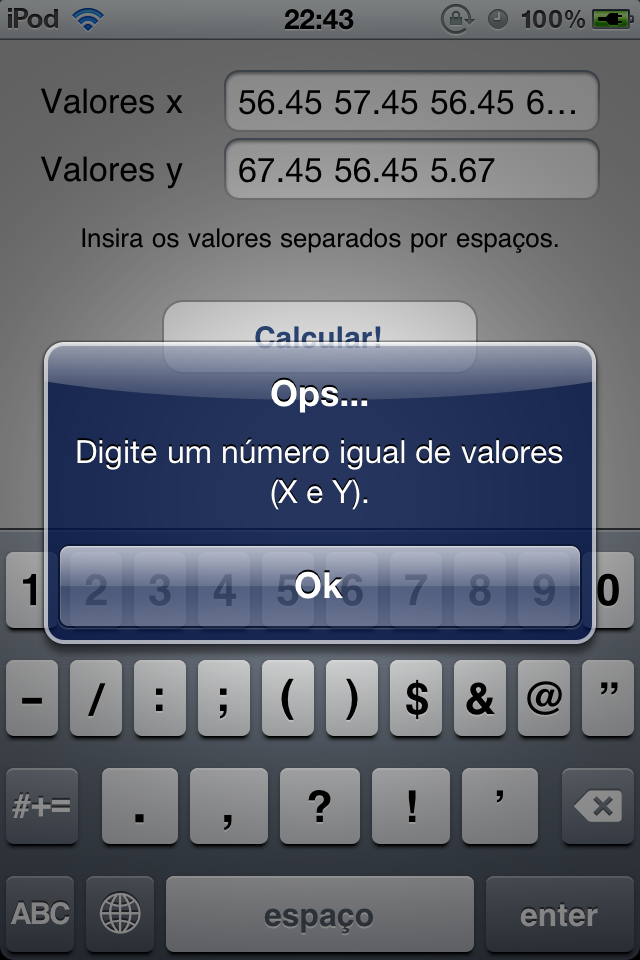 iPod 22:43 100%
Valores x 56.45 57.45 56.45 6...
Valores y 67.45 56.45 5.67
Insira os valores separados por espaços.
Calcular!
Ops...
Digite um número igual de valores
(X e Y).
Ok
1 2 3 4 5 6 7 8 9 0
- / : ; ( ) $ & @ ”
#+= . , ? ! ’
ABC espaço enter